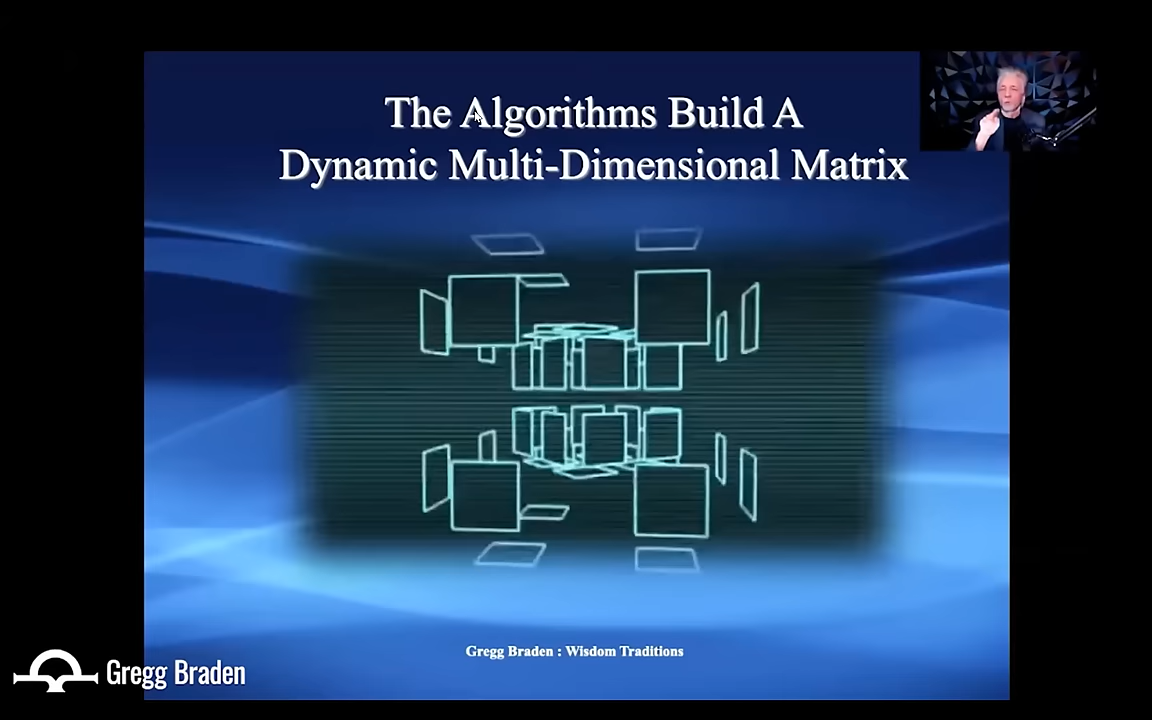 The Algorithms Build A
Dynamic Multi-Dimensional Matrix
Gregg Braden : Wisdom Traditions
Gregg Braden